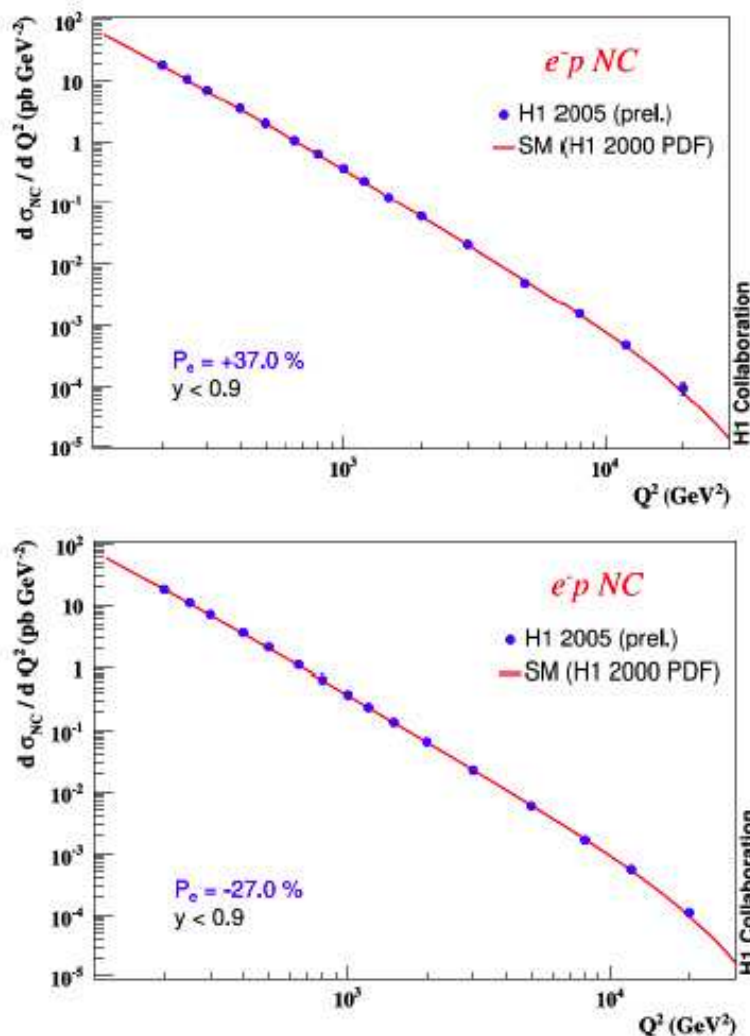 10²
10
1
10⁻¹
10⁻²
10⁻³
10⁻⁴
10⁻⁵
d σ_NC / d Q² (pb GeV⁻²)
e⁻p NC
H1 2005 (prel.)
SM (H1 2000 PDF)
P_e = +37.0 %
y < 0.9
H1 Collaboration
10³
10⁴
Q² (GeV²)
10²
10
1
10⁻¹
10⁻²
10⁻³
10⁻⁴
10⁻⁵
d σ_NC / d Q² (pb GeV⁻²)
e⁻p NC
H1 2005 (prel.)
SM (H1 2000 PDF)
P_e = -27.0 %
y < 0.9
H1 Collaboration
10³
10⁴
Q² (GeV²)